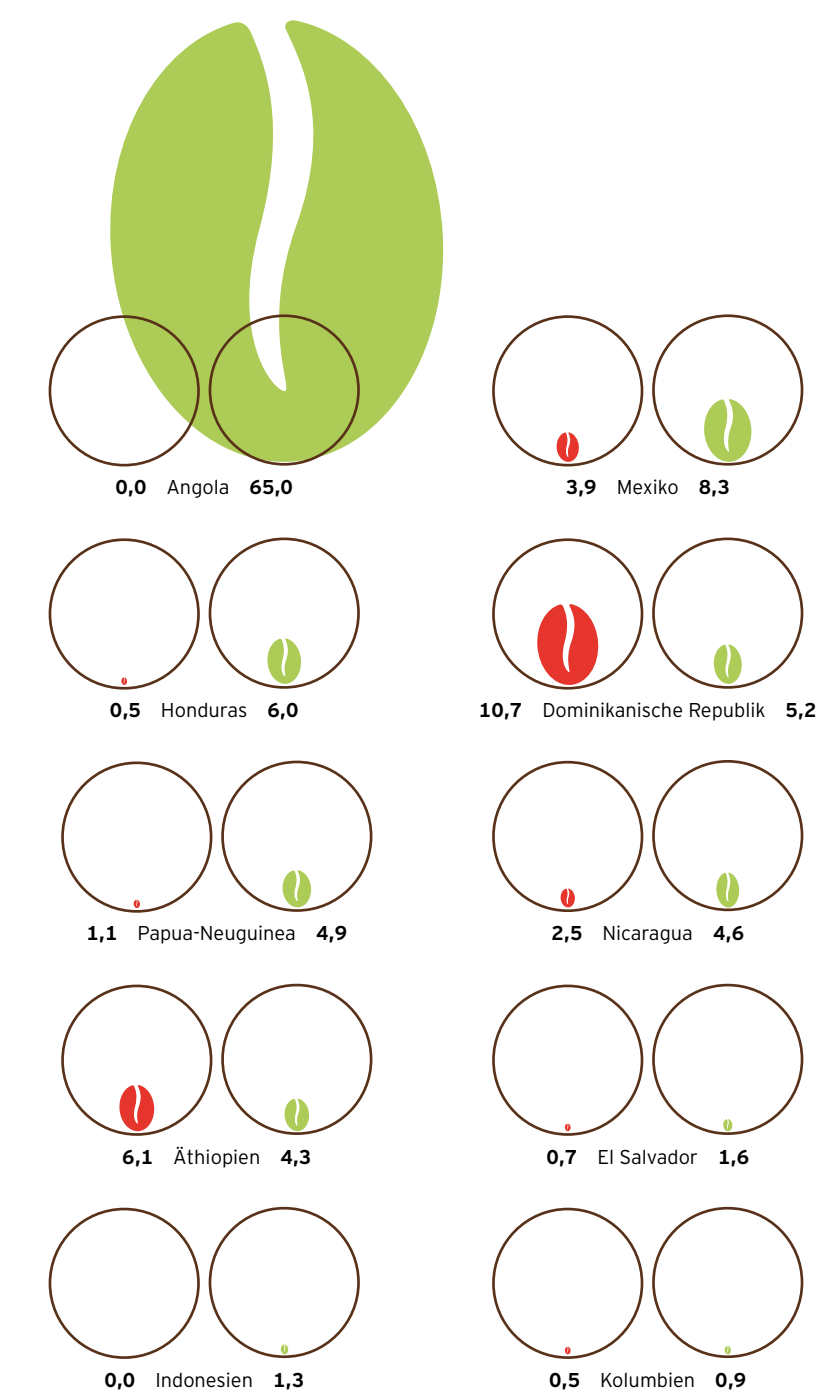 0,0 Angola 65,0
3,9 Mexiko 8,3
0,5 Honduras 6,0
10,7 Dominikanische Republik 5,2
1,1 Papua-Neuguinea 4,9
2,5 Nicaragua 4,6
6,1 Äthiopien 4,3
0,7 El Salvador 1,6
0,0 Indonesien 1,3
0,5 Kolumbien 0,9